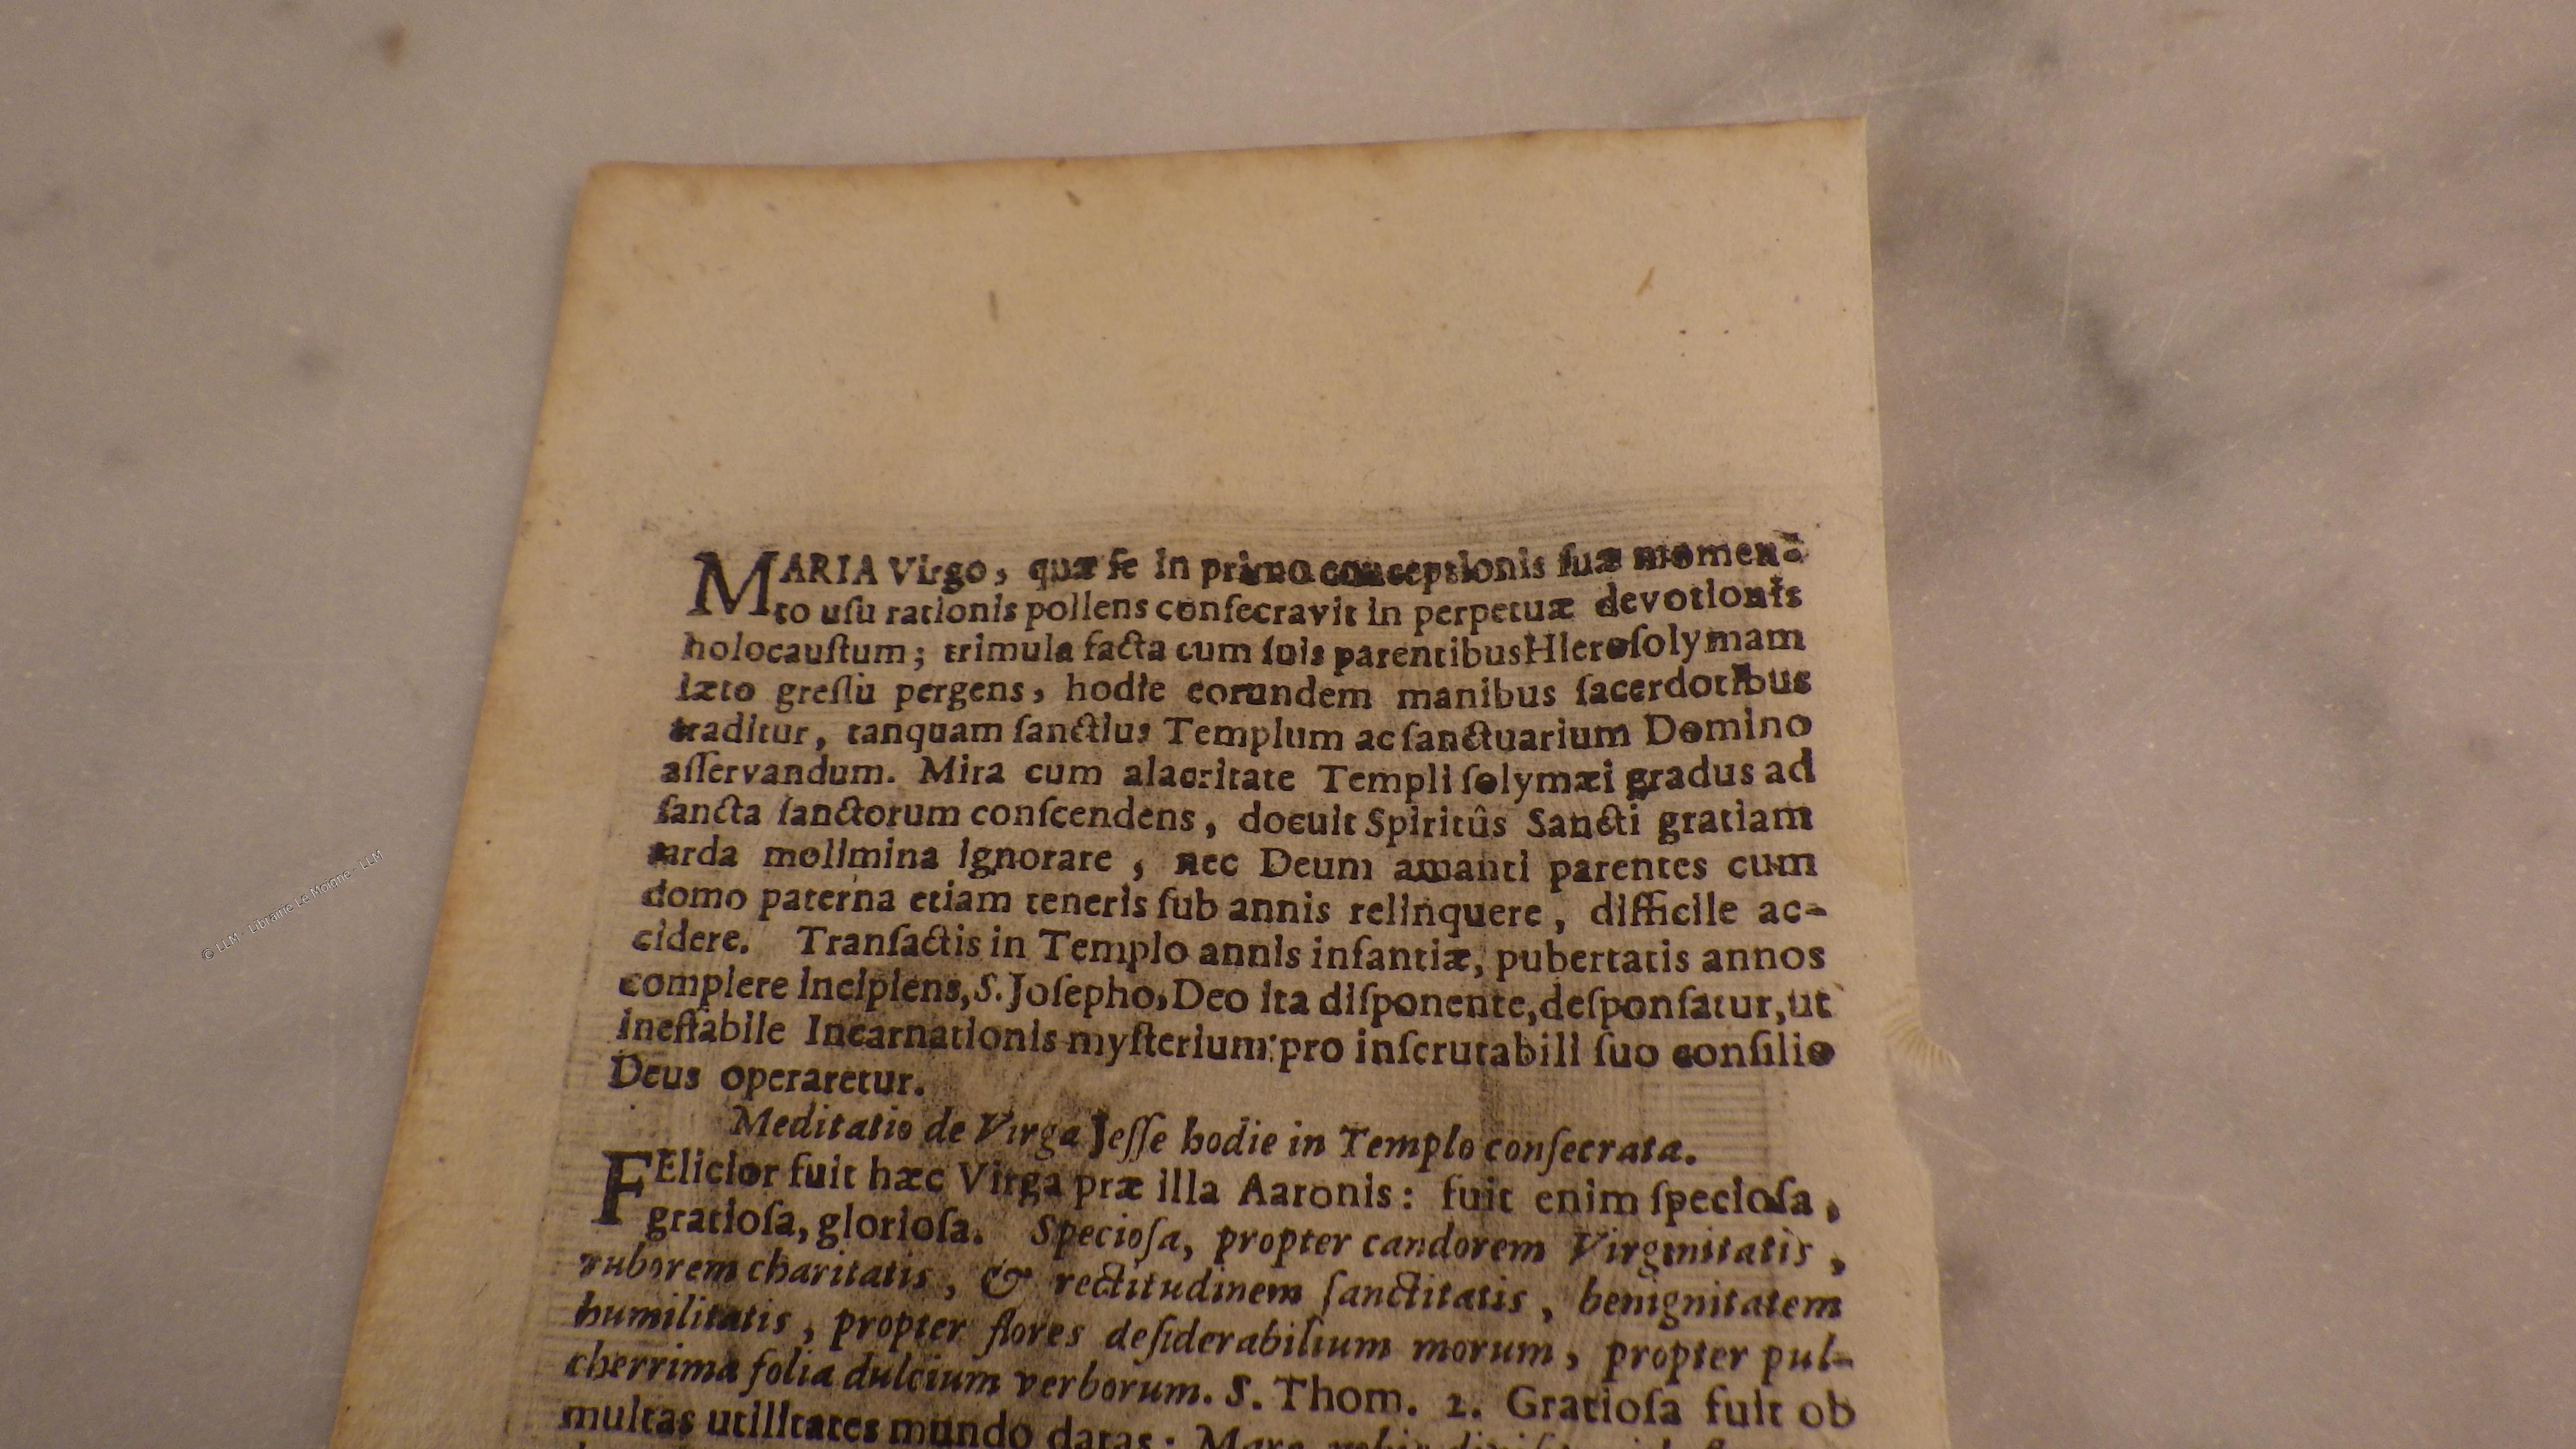 MARIA Virgo, quæ ſe in primo conceptionis ſuæ momen-
to uſu rationis pollens conſecravit in perpetuæ devotionis
holocauſtum; trimula facta cum ſuis parentibus Hieroſolymam
læto greſſu pergens, hodie eorundem manibus ſacerdotibus
traditur, tanquam ſanctius Templum ac ſanctuarium Domino
aſſervandum. Mira cum alacritate Templi ſolymæi gradus ad
ſancta ſanctorum conſcendens, docuit Spiritûs Sancti gratiam
tarda molimina ignorare, nec Deum amanti parentes cum
domo paterna etiam teneris ſub annis relinquere, difficile ac-
cidere. Tranſactis in Templo annis infantiæ, pubertatis annos
complere incipiens, S. Joſepho, Deo ita diſponente, deſponſatur, ut
ineffabile Incarnationis myſterium pro inſcrutabili ſuo conſilio
Deus operaretur.
Meditatio de Virga Jeſſe hodie in Templo conſecrata.
FElicior fuit hæc Virga præ illa Aaronis: fuit enim ſpecioſa,
gratioſa, glorioſa. Specioſa, propter candorem Virginitatis,
ruborem charitatis, & rectitudinem ſanctitatis, benignitatem
humilitatis, propter flores deſiderabilium morum, propter pul-
cherrima folia dulcium verborum. S. Thom. 2. Gratioſa fuit ob
multas utilitates mundo datas:
© LLM - Librairie Le Moigne - LLM